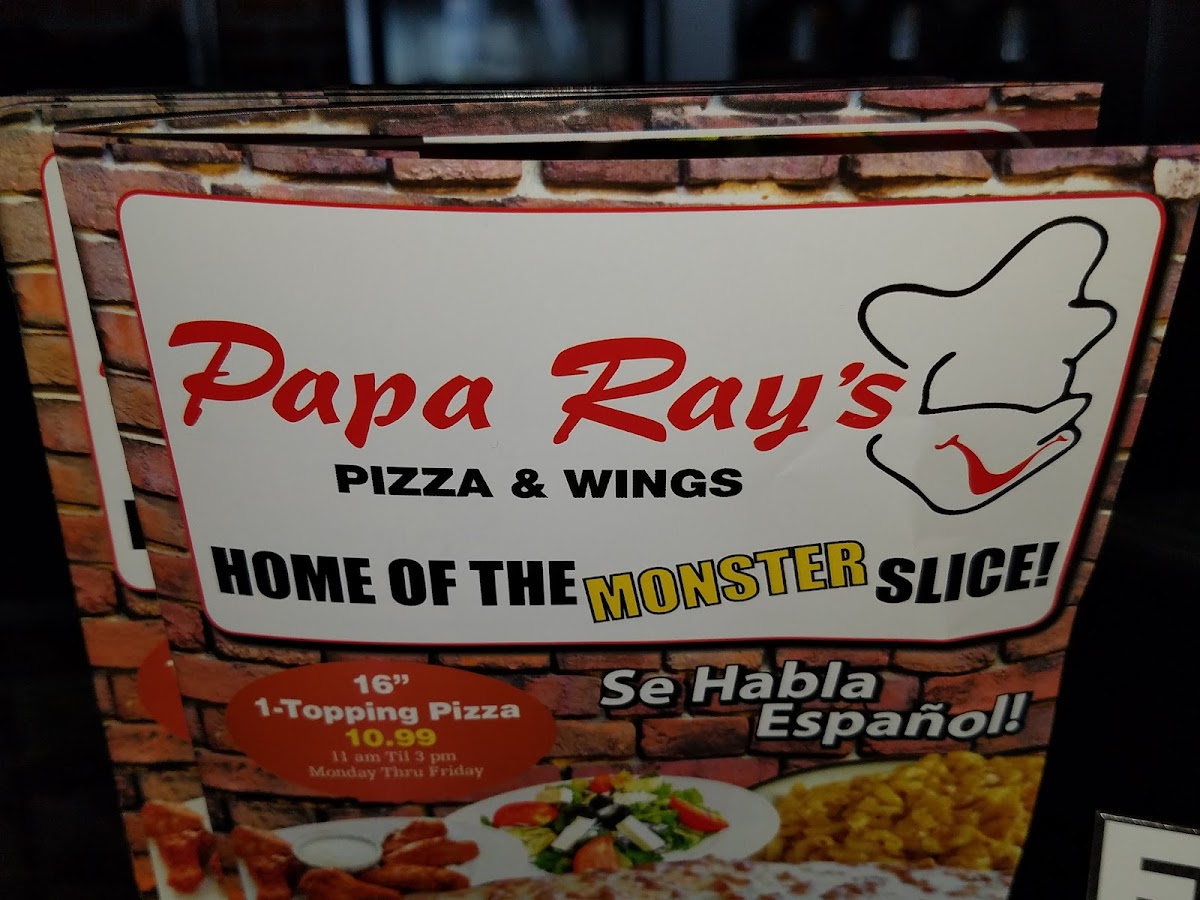 Papa Ray's
PIZZA & WINGS
HOME OF THE MONSTER SLICE!
16”
1-Topping Pizza
10.99
11 am Til 3 pm
Monday Thru Friday
Se Habla
Español!